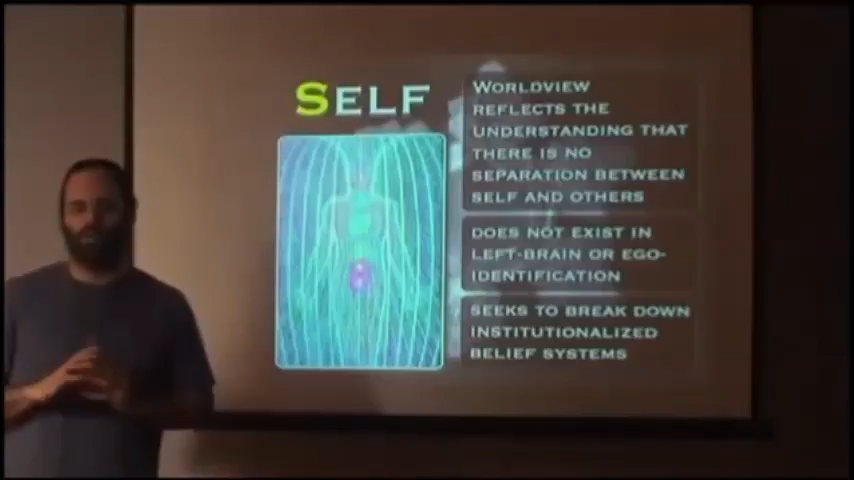 SELF
WORLDVIEW
REFLECTS THE
UNDERSTANDING THAT
THERE IS NO
SEPARATION BETWEEN
SELF AND OTHERS
DOES NOT EXIST IN
LEFT-BRAIN OR EGO-
IDENTIFICATION
SEEKS TO BREAK DOWN
INSTITUTIONALIZED
BELIEF SYSTEMS